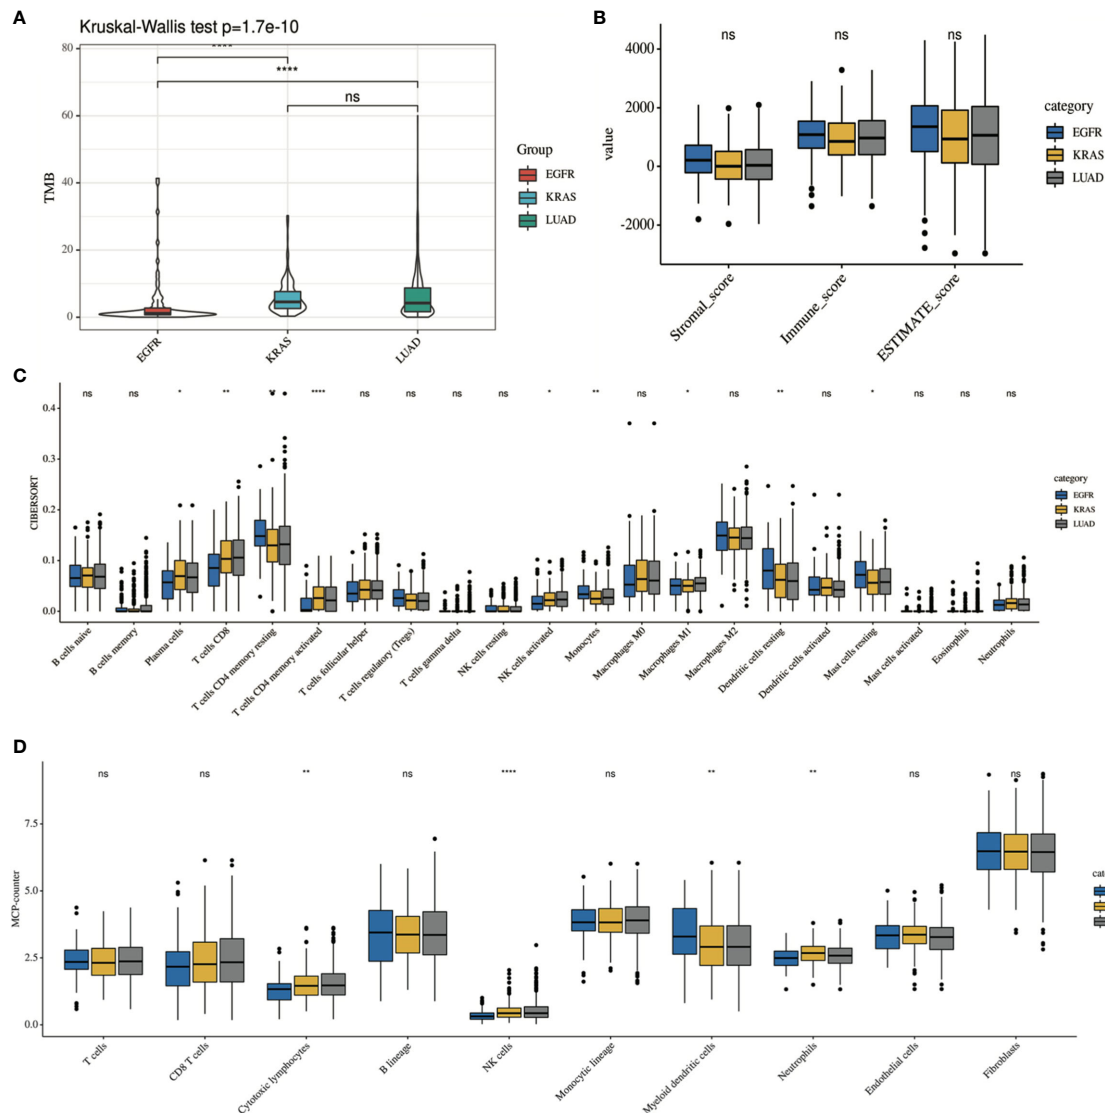 A
Kruskal-Wallis test p=1.7e-10
80
60
40
20
0
TMB
****
****
ns
EGFR
KRAS
LUAD
Group
EGFR
KRAS
LUAD
B
4000
2000
0
-2000
value
ns
ns
ns
Stromal_score
Immune_score
ESTIMATE_score
category
EGFR
KRAS
LUAD
C
0.4
0.3
0.2
0.1
0.0
CIBERSORT
ns
ns
*
**
**
****
ns
ns
ns
ns
*
**
ns
*
ns
**
ns
*
ns
ns
ns
B cells naive
B cells memory
Plasma cells
T cells CD8
T cells CD4 memory resting
T cells CD4 memory activated
T cells follicular helper
T cells regulatory (Tregs)
T cells gamma delta
NK cells resting
NK cells activated
Monocytes
Macrophages M0
Macrophages M1
Macrophages M2
Dendritic cells resting
Dendritic cells activated
Mast cells resting
Mast cells activated
Eosinophils
Neutrophils
category
EGFR
KRAS
LUAD
D
7.5
5.0
2.5
0.0
MCP-counter
ns
ns
**
ns
****
ns
**
**
ns
ns
T cells
CD8 T cells
Cytotoxic lymphocytes
B lineage
NK cells
Monocytic lineage
Myeloid dendritic cells
Neutrophils
Endothelial cells
Fibroblasts